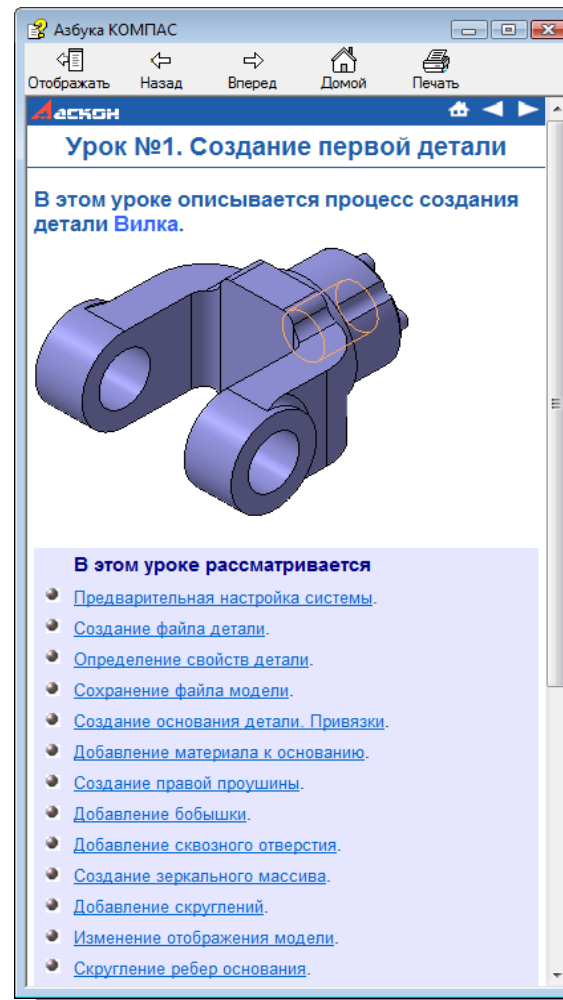 Азбука КОМПАС
Отображать Назад Вперед Домой Печать
Аскон
Урок №1. Создание первой детали
В этом уроке описывается процесс создания
детали Вилка.
В этом уроке рассматривается
Предварительная настройка системы.
Создание файла детали.
Определение свойств детали.
Сохранение файла модели.
Создание основания детали. Привязки.
Добавление материала к основанию.
Создание правой проушины.
Добавление бобышки.
Добавление сквозного отверстия.
Создание зеркального массива.
Добавление скруглений.
Изменение отображения модели.
Скругление ребер основания.